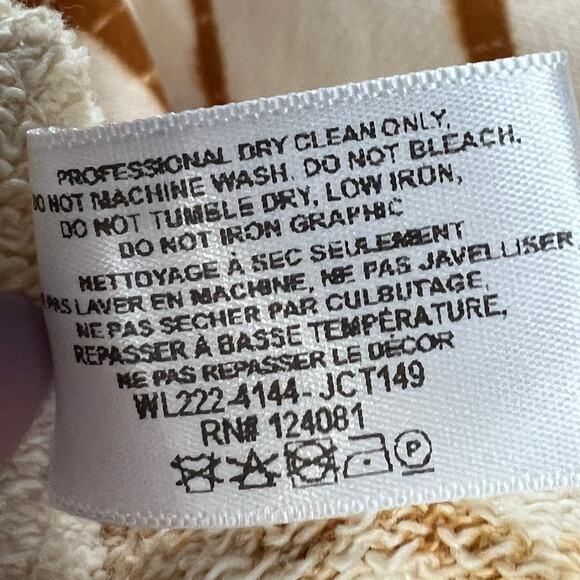 PROFESSIONAL DRY CLEAN ONLY,
DO NOT MACHINE WASH, DO NOT BLEACH,
DO NOT TUMBLE DRY, LOW IRON,
DO NOT IRON GRAPHIC
NETTOYAGE À SEC SEULEMENT
PAS LAVER EN MACHINE, NE PAS JAVELLISER
NE PAS SECHER PAR CULBUTAGE,
REPASSER À BASSE TEMPÉRATURE,
NE PAS REPASSER LE DÉCOR
WL222-4144-JCT149
RN# 124081
P